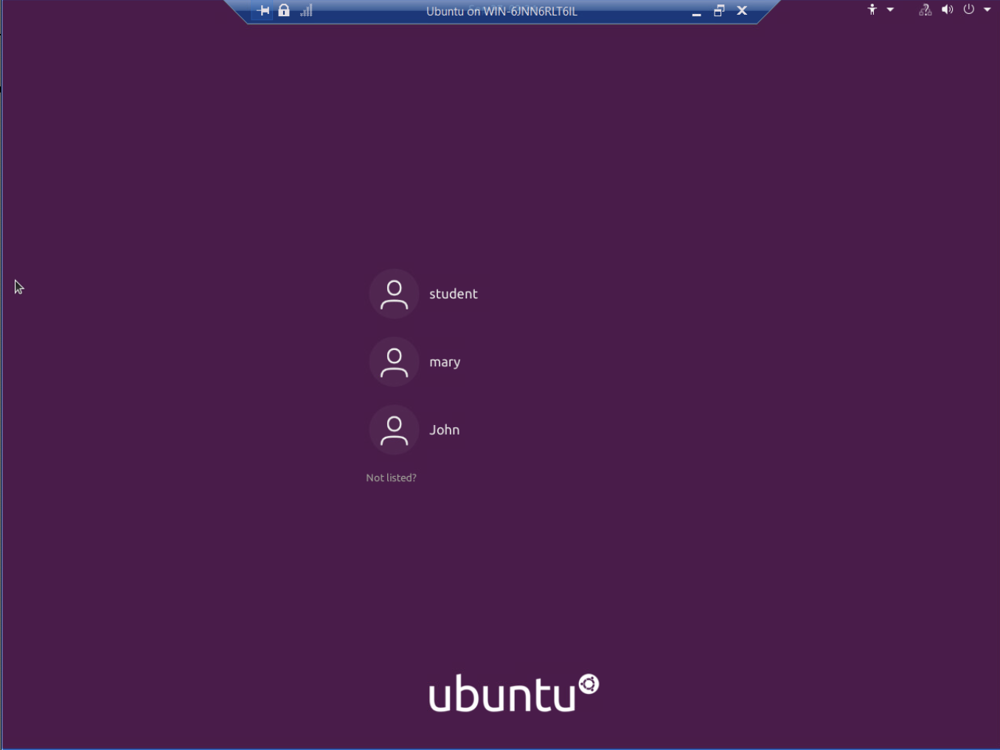 Ubuntu on WIN-6JNN6RLT6IL
student
mary
John
Not listed?
ubuntu